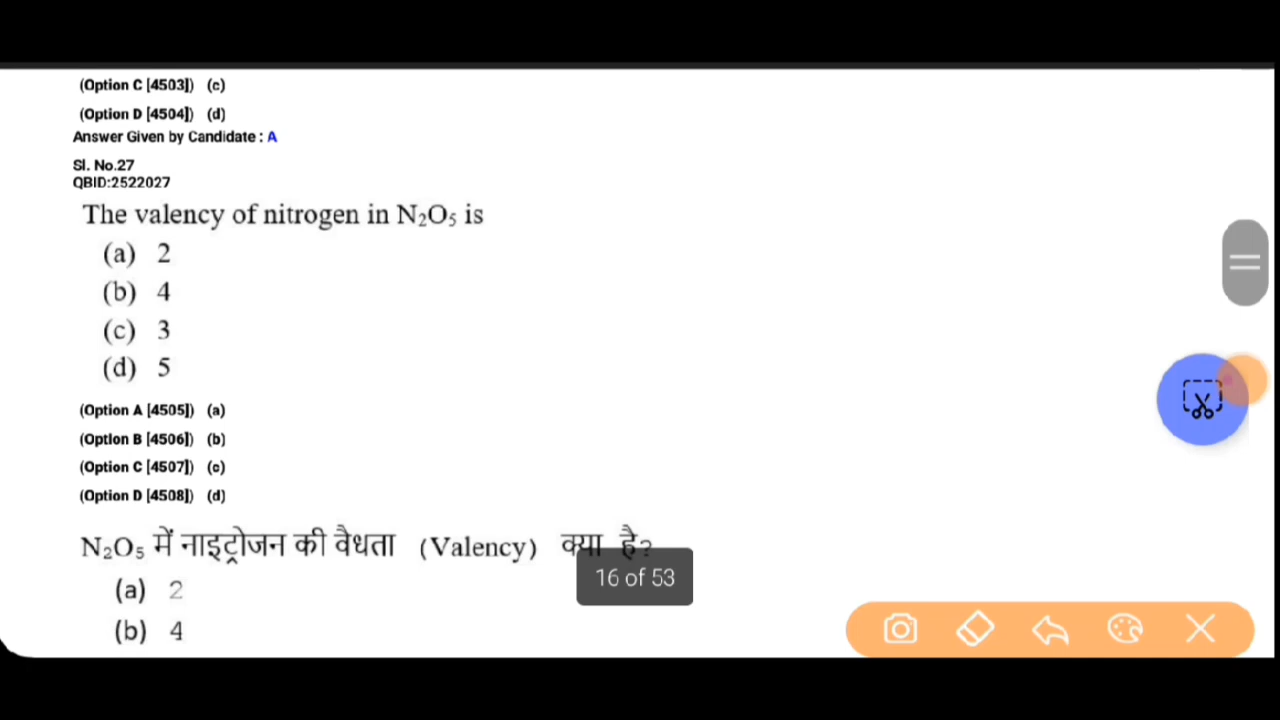 (Option C [4503]) (c)
(Option D [4504]) (d)
Answer Given by Candidate : A
Sl. No.27
QBID:2522027
The valency of nitrogen in N₂O₅ is
(a) 2
(b) 4
(c) 3
(d) 5
(Option A [4505]) (a)
(Option B [4506]) (b)
(Option C [4507]) (c)
(Option D [4508]) (d)
N₂O₅ में नाइट्रोजन की वैधता (Valency) क्या है?
16 of 53
(a) 2
(b) 4